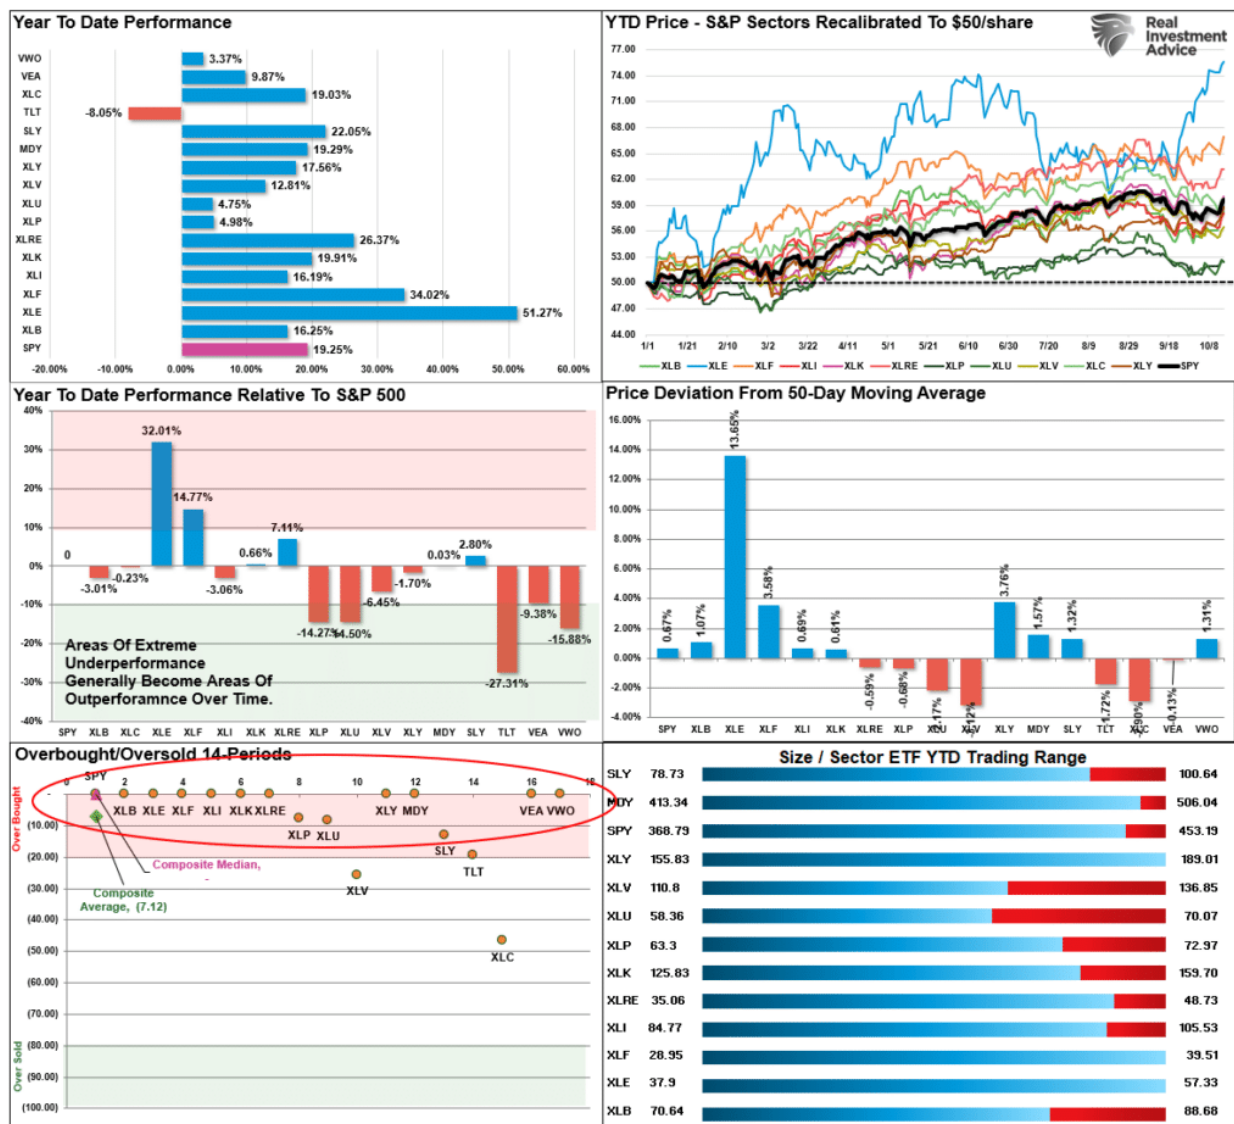 Year To Date Performance
VWO 3.37%
VEA 9.87%
XLC 19.03%
TLT -8.05%
SLY 22.05%
MDY 19.29%
XLY 17.56%
XLV 12.81%
XLU 4.75%
XLP 4.98%
XLRE 26.37%
XLK 19.91%
XLI 16.19%
XLF 34.02%
XLE 51.27%
XLB 16.25%
SPY 19.25%
-20.00% -10.00% 0.00% 10.00% 20.00% 30.00% 40.00% 50.00% 60.00%
YTD Price - S&P Sectors Recalibrated To $50/share
Real
Investment
Advice
77.00
74.00
71.00
68.00
65.00
62.00
59.00
56.00
53.00
50.00
47.00
44.00
1/1 1/21 2/10 3/2 3/22 4/11 5/1 5/21 6/10 6/30 7/20 8/9 8/29 9/18 10/8
XLB XLE XLF XLI XLK XLRE XLP XLU XLV XLC XLY SPY
Year To Date Performance Relative To S&P 500
40%
30%
20%
10%
0%
-10%
-20%
-30%
-40%
0 -3.01% -0.23% 32.01% 14.77% -3.06% 0.66% 7.11% -14.27% -14.50% -6.45% -1.70% 0.03% 2.80% -27.31% -9.38% -15.88%
Areas Of Extreme
Underperformance
Generally Become Areas Of
Outperforamnce Over Time.
SPY XLB XLC XLE XLF XLI XLK XLRE XLP XLU XLV XLY MDY SLY TLT VEA VWO
Price Deviation From 50-Day Moving Average
16.00%
14.00%
12.00%
10.00%
8.00%
6.00%
4.00%
2.00%
0.00%
-2.00%
-4.00%
0.67% 1.07% 13.65% 3.58% 0.69% 0.61% -0.59% -0.68% -2.17% -3.12% 3.76% 1.57% 1.32% -1.72% -2.90% -0.13% 1.31%
SPY XLB XLE XLF XLI XLK XLRE XLP XLU XLV XLY MDY SLY TLT XLC VEA VWO
Overbought/Oversold 14-Periods
0 2 4 6 8 10 12 14 16 18
SPY
XLB XLE XLF XLI XLK XLRE XLY MDY VEA VWO
XLP XLU
SLY
TLT
XLV
XLC
Composite Median,
-
Composite
Average, (7.12)
Over Bought
Over Sold
-
(10.00)
(20.00)
(30.00)
(40.00)
(50.00)
(60.00)
(70.00)
(80.00)
(90.00)
(100.00)
Size / Sector ETF YTD Trading Range
SLY 78.73 100.64
MDY 413.34 506.04
SPY 368.79 453.19
XLY 155.83 189.01
XLV 110.8 136.85
XLU 58.36 70.07
XLP 63.3 72.97
XLK 125.83 159.70
XLRE 35.06 48.73
XLI 84.77 105.53
XLF 28.95 39.51
XLE 37.9 57.33
XLB 70.64 88.68